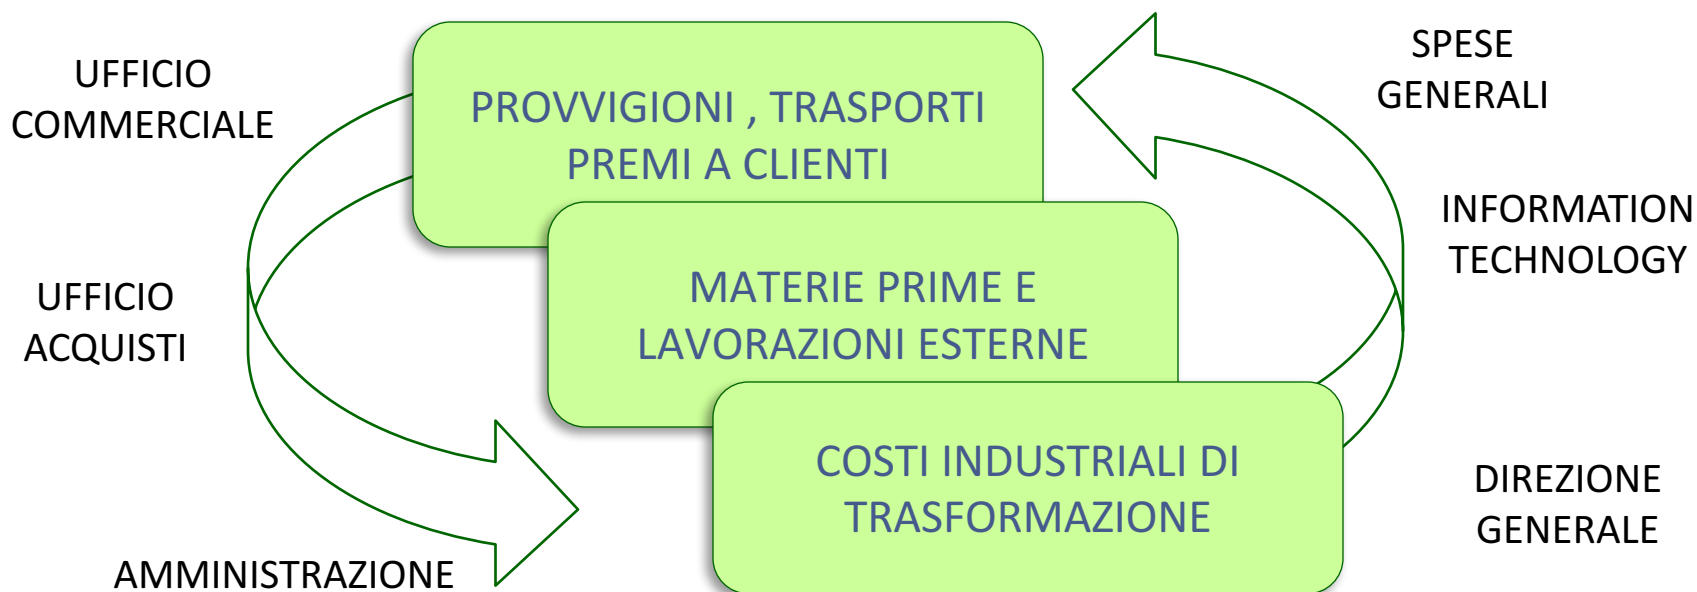 UFFICIO
COMMERCIALE
PROVVIGIONI , TRASPORTI
PREMI A CLIENTI
SPESE
GENERALI
INFORMATION
TECHNOLOGY
UFFICIO
ACQUISTI
MATERIE PRIME E
LAVORAZIONI ESTERNE
COSTI INDUSTRIALI DI
TRASFORMAZIONE
DIREZIONE
GENERALE
AMMINISTRAZIONE